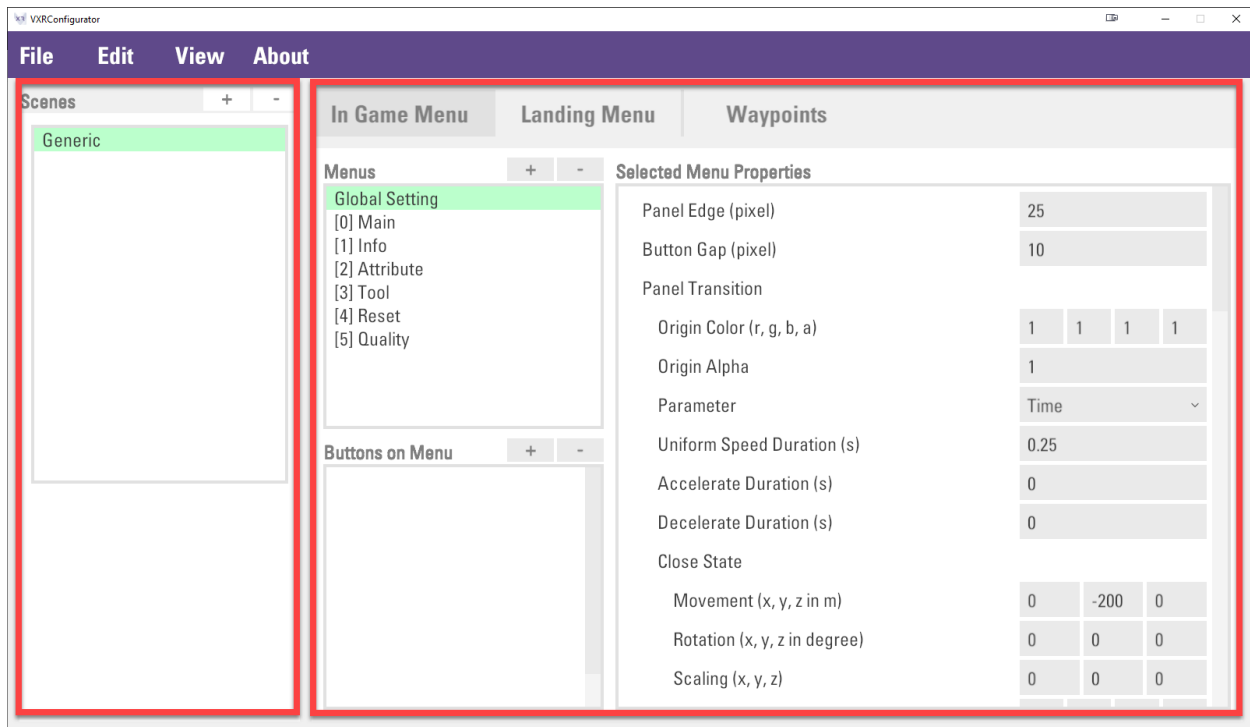 VXRConfigurator
File Edit View About
Scenes + -
Generic
In Game Menu Landing Menu Waypoints
Menus + -
Global Setting
[0] Main
[1] Info
[2] Attribute
[3] Tool
[4] Reset
[5] Quality
Buttons on Menu + -
Selected Menu Properties
Panel Edge (pixel) 25
Button Gap (pixel) 10
Panel Transition
Origin Color (r, g, b, a) 1 1 1 1
Origin Alpha 1
Parameter Time
Uniform Speed Duration (s) 0.25
Accelerate Duration (s) 0
Decelerate Duration (s) 0
Close State
Movement (x, y, z in m) 0 -200 0
Rotation (x, y, z in degree) 0 0 0
Scaling (x, y, z) 0 0 0